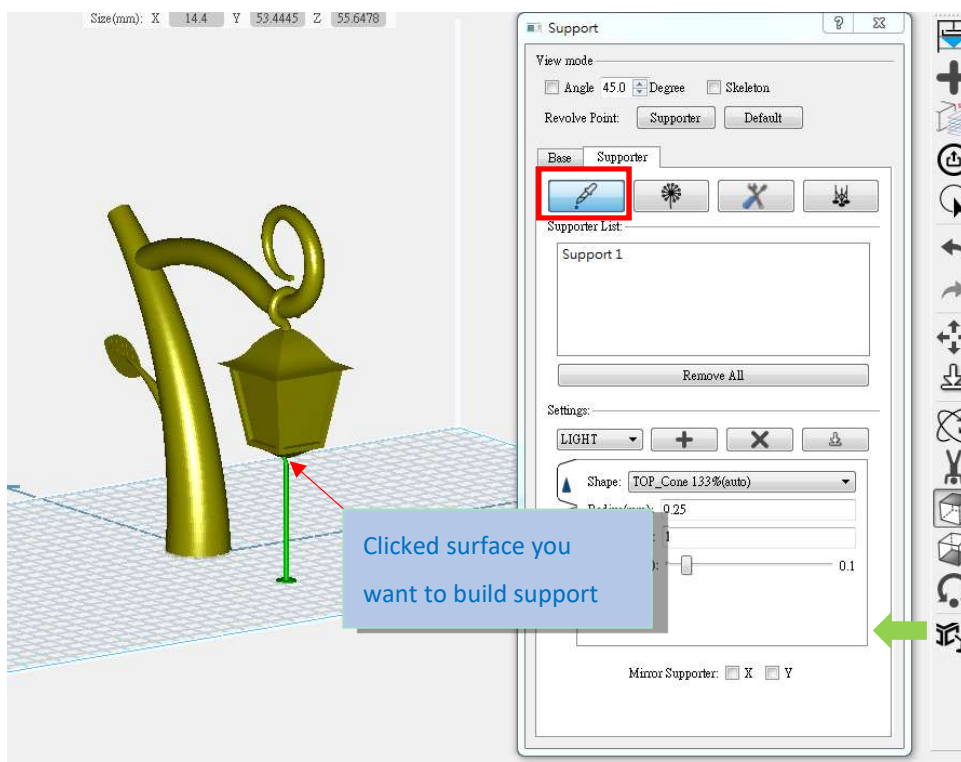 Size(mm): X 14.4 Y 53.4445 Z 55.6478
Support
View mode
Angle 45.0 Degree Skeleton
Revolve Point: Supporter Default
Base Supporter
Supporter List:
Support 1
Remove All
Settings:
LIGHT
Shape: TOP_Cone 133%(auto)
0.25
0.1
Clicked surface you
want to build support
Mirror Supporter: X Y